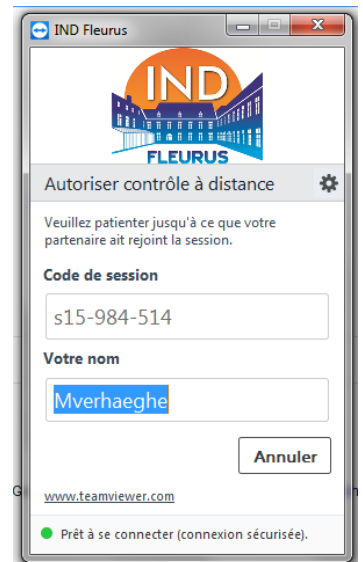 IND Fleurus
IND
FLEURUS
Autoriser contrôle à distance
Veuillez patienter jusqu'à ce que votre
partenaire ait rejoint la session.
Code de session
s15-984-514
Votre nom
Mverhaeghe
Annuler
G
www.teamviewer.com
Prêt à se connecter (connexion sécurisée).